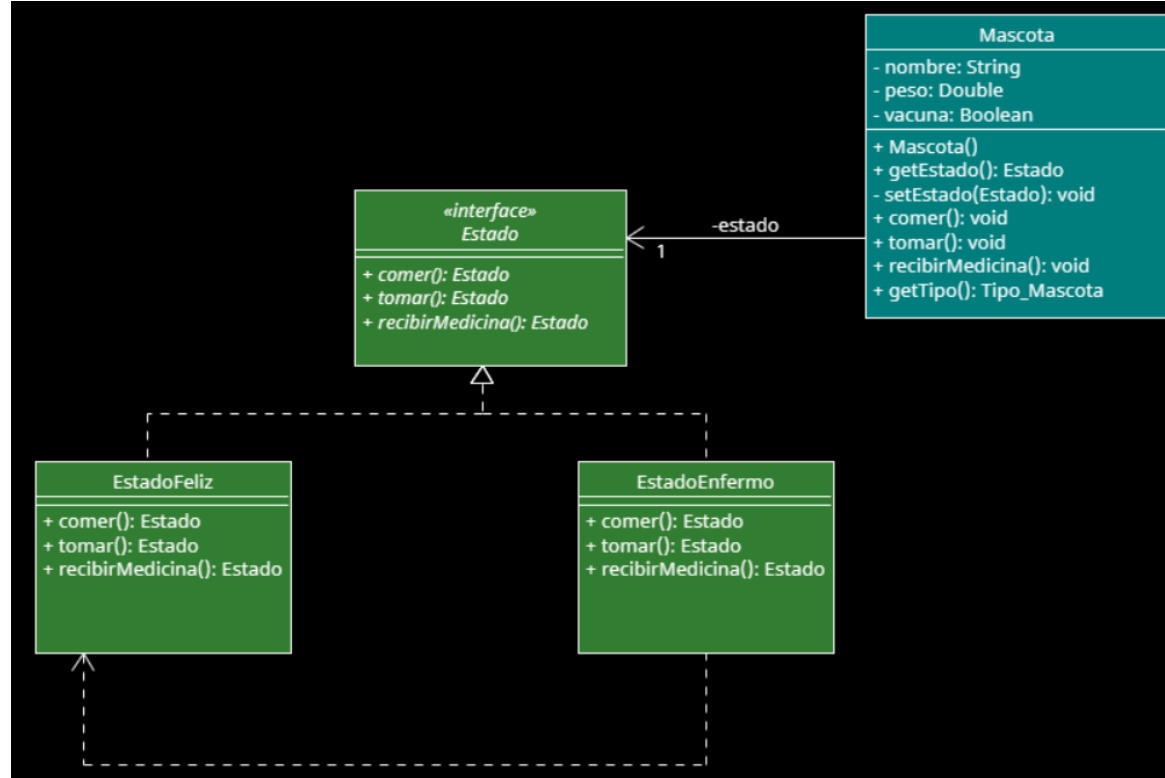 Mascota
- nombre: String
- peso: Double
- vacuna: Boolean
+ Mascota()
+ getEstado(): Estado
- setEstado(Estado): void
+ comer(): void
+ tomar(): void
+ recibirMedicina(): void
+ getTipo(): Tipo_Mascota
-estado
1
«interface»
Estado
+ comer(): Estado
+ tomar(): Estado
+ recibirMedicina(): Estado
EstadoFeliz
+ comer(): Estado
+ tomar(): Estado
+ recibirMedicina(): Estado
EstadoEnfermo
+ comer(): Estado
+ tomar(): Estado
+ recibirMedicina(): Estado